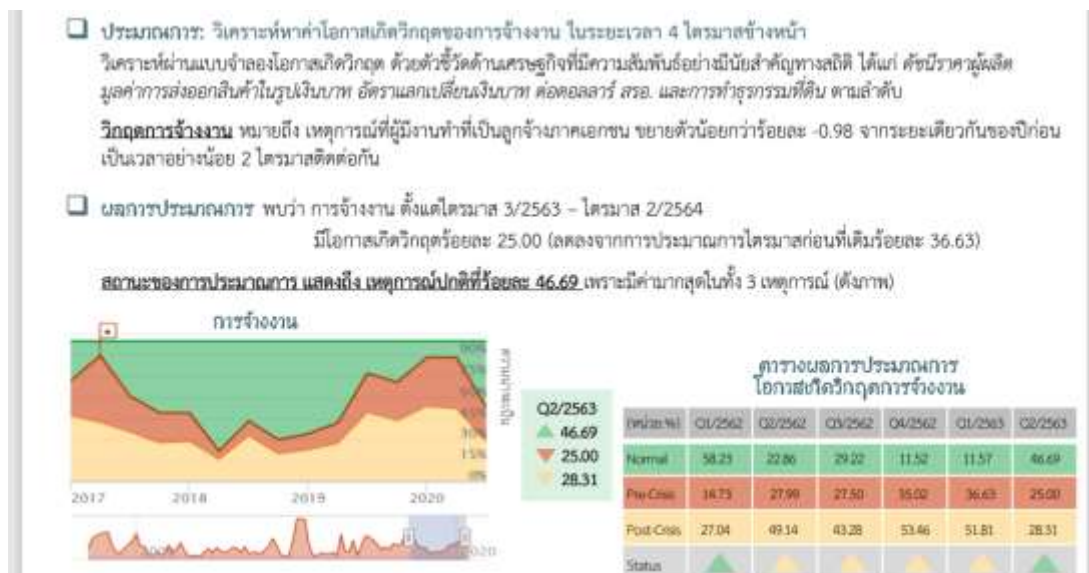 ❑ ประมาณการ: วิเคราะห์หาค่าโอกาสเกิดวิกฤตของการจ้างงาน ในระยะเวลา 4 ไตรมาสข้างหน้า
วิเคราะห์ผ่านแบบจำลองโอกาสเกิดวิกฤต ด้วยตัวชี้วัดด้านเศรษฐกิจที่มีความสัมพันธ์อย่างมีนัยสำคัญทางสถิติ ได้แก่ ดัชนีราคาผู้ผลิต
มูลค่าการส่งออกสินค้าในรูปเงินบาท อัตราแลกเปลี่ยนเงินบาท ต่อดอลลาร์ สรอ. และการทำธุรกรรมที่ดิน ตามลำดับ
วิกฤตการจ้างงาน หมายถึง เหตุการณ์ที่ผู้มีงานทำที่เป็นลูกจ้างภาคเอกชน ขยายตัวน้อยกว่าร้อยละ -0.98 จากระยะเดียวกันของปีก่อน
เป็นเวลาอย่างน้อย 2 ไตรมาสติดต่อกัน
❑ ผลการประมาณการ พบว่า การจ้างงาน ตั้งแต่ไตรมาส 3/2563 – ไตรมาส 2/2564
มีโอกาสเกิดวิกฤตร้อยละ 25.00 (ลดลงจากการประมาณการไตรมาสก่อนที่เดิมร้อยละ 36.63)
สถานะของการประมาณการ แสดงถึง เหตุการณ์ปกติที่ร้อยละ 46.69 เพราะมีค่ามากสุดในทั้ง 3 เหตุการณ์ (ดังภาพ)
การจ้างงาน
90%
30%
15%
0%
2017 2018 2019 2020
2020
Q2/2563
46.69
25.00
28.31
ตารางผลการประมาณการ
โอกาสเกิดวิกฤตการจ้างงาน
(หน่วย:%) Q1/2562 Q2/2562 Q3/2562 Q4/2562 Q1/2563 Q2/2563
Normal 58.23 22.86 29.22 11.52 11.57 46.69
Pre-Crisis 14.73 27.99 27.50 35.02 36.63 25.00
Post-Crisis 27.04 49.14 43.28 53.46 51.81 28.31
Status